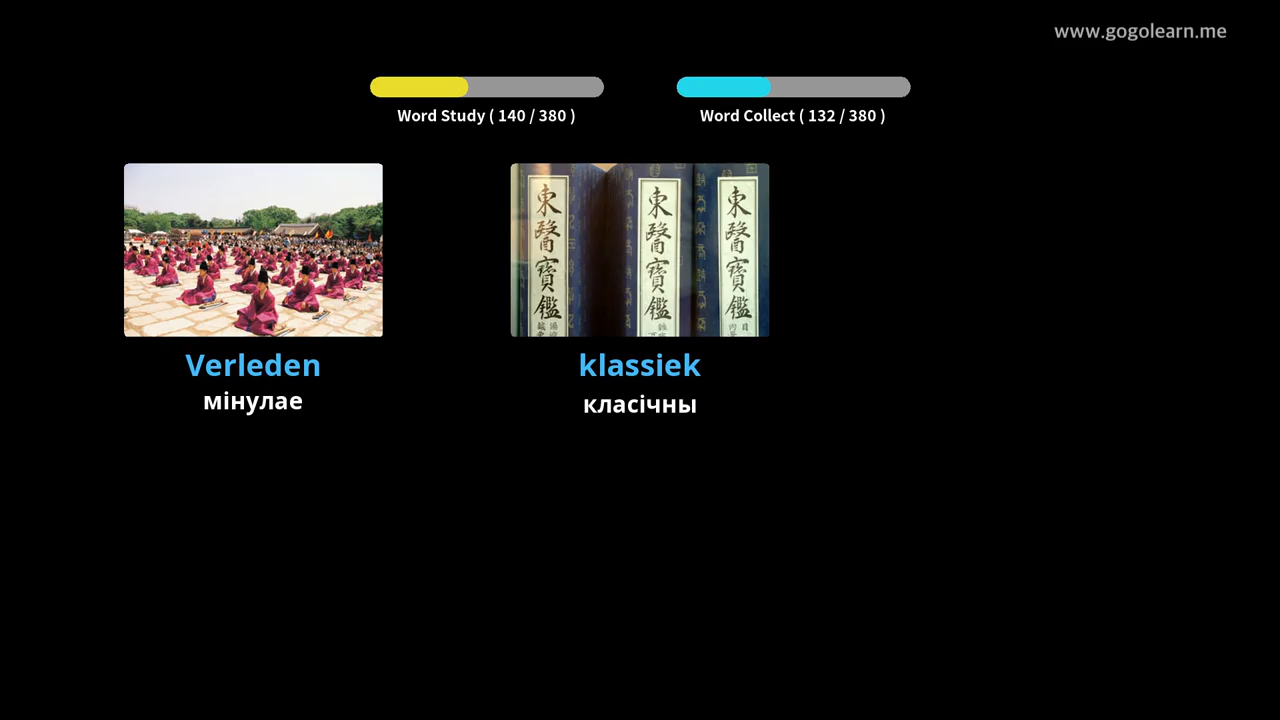 www.gogolearn.me
Word Study ( 140 / 380 )
Word Collect ( 132 / 380 )
東醫寶鑑
東醫寶鑑
東醫寶鑑
Verleden
klassiek
мінулае
класічны